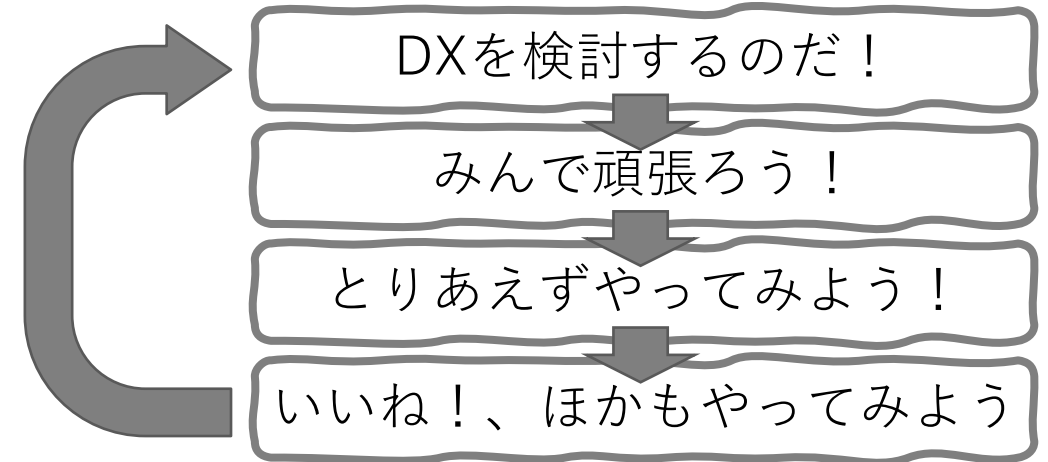 DXを検討するのだ！
みんで頑張ろう！
とりあえずやってみよう！
いいね！、ほかもやってみよう